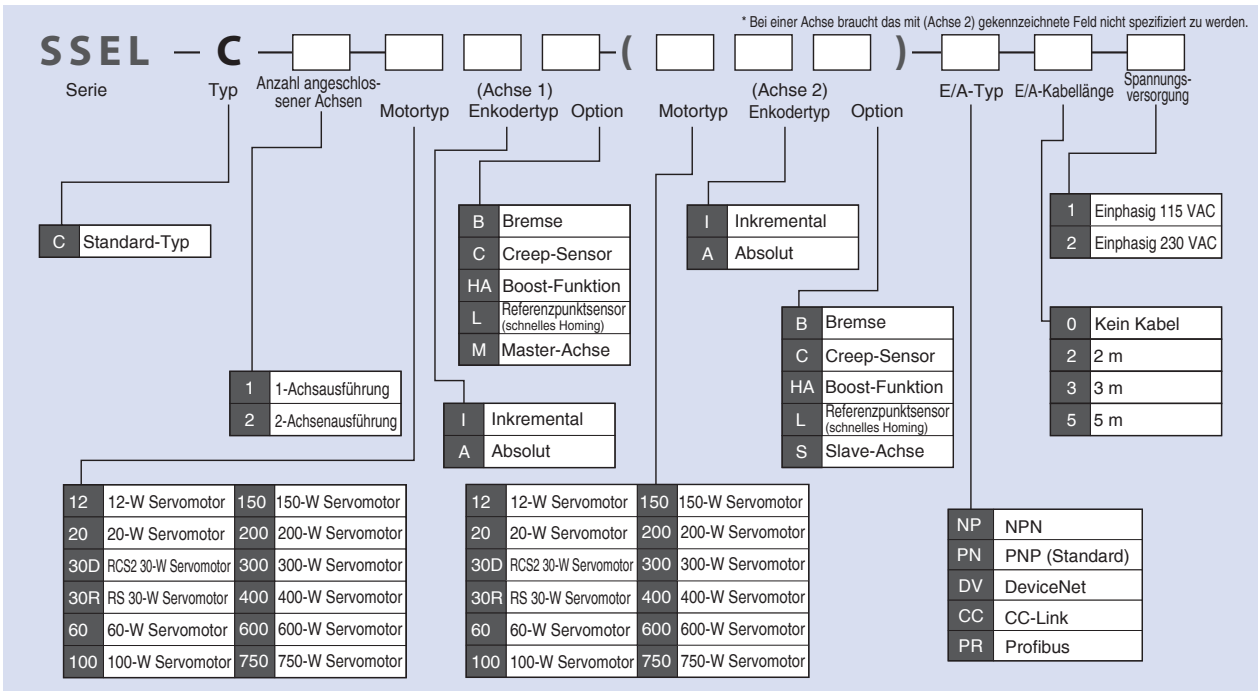 * Bei einer Achse braucht das mit (Achse 2) gekennzeichnete Feld nicht spezifiziert zu werden.
SSEL – C – – ( ) – – –
Serie
Typ
Anzahl angeschlos-
sener Achsen
Motortyp
(Achse 1)
Enkodertyp
Option
Motortyp
(Achse 2)
Enkodertyp
Option
E/A-Typ
E/A-Kabellänge
Spannungs-
versorgung
C Standard-Typ
1 1-Achsausführung
2 2-Achsenausführung
B Bremse
C Creep-Sensor
HA Boost-Funktion
L Referenzpunktsensor
(schnelles Homing)
M Master-Achse
I Inkremental
A Absolut
I Inkremental
A Absolut
B Bremse
C Creep-Sensor
HA Boost-Funktion
L Referenzpunktsensor
(schnelles Homing)
S Slave-Achse
1 Einphasig 115 VAC
2 Einphasig 230 VAC
0 Kein Kabel
2 2 m
3 3 m
5 5 m
12 12-W Servomotor 150 150-W Servomotor
20 20-W Servomotor 200 200-W Servomotor
30D RCS2 30-W Servomotor 300 300-W Servomotor
30R RS 30-W Servomotor 400 400-W Servomotor
60 60-W Servomotor 600 600-W Servomotor
100 100-W Servomotor 750 750-W Servomotor
12 12-W Servomotor 150 150-W Servomotor
20 20-W Servomotor 200 200-W Servomotor
30D RCS2 30-W Servomotor 300 300-W Servomotor
30R RS 30-W Servomotor 400 400-W Servomotor
60 60-W Servomotor 600 600-W Servomotor
100 100-W Servomotor 750 750-W Servomotor
NP NPN
PN PNP (Standard)
DV DeviceNet
CC CC-Link
PR Profibus